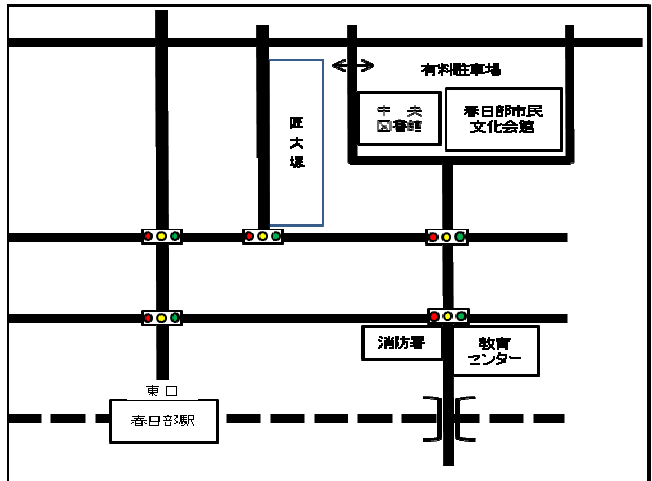 有料駐車場
中　央
図書館
春日部市民
文化会館
匠
大
塚
消防署
教育
センター
東口
春日部駅